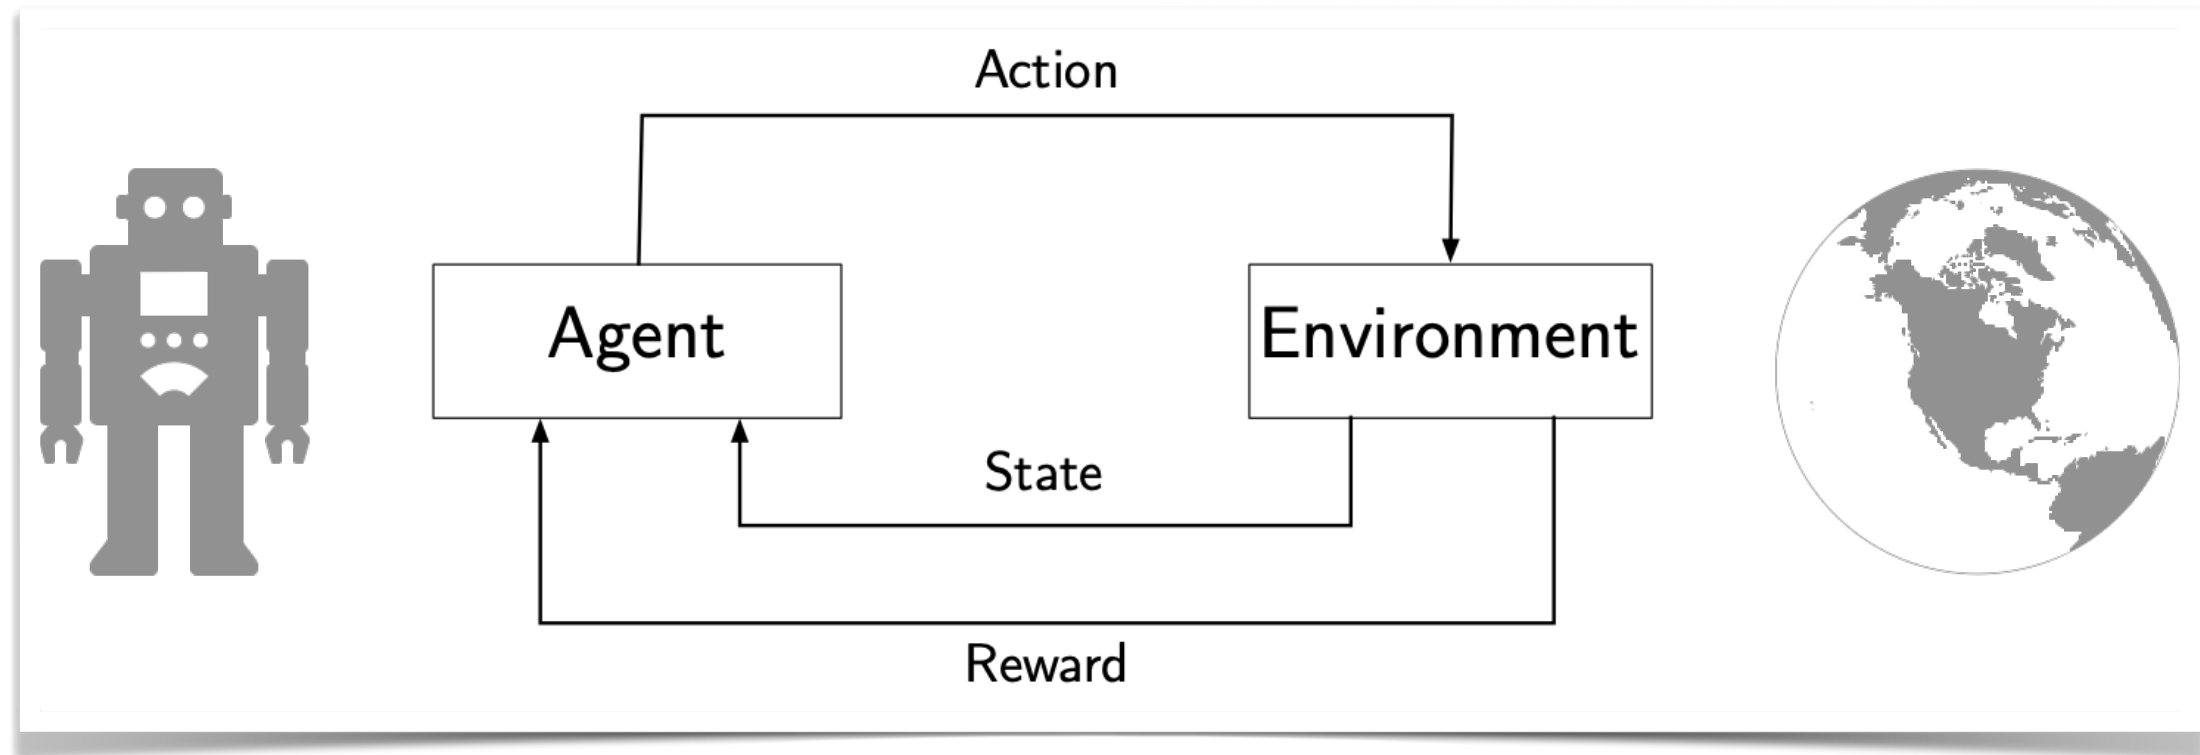 Action
Agent
Environment
State
Reward